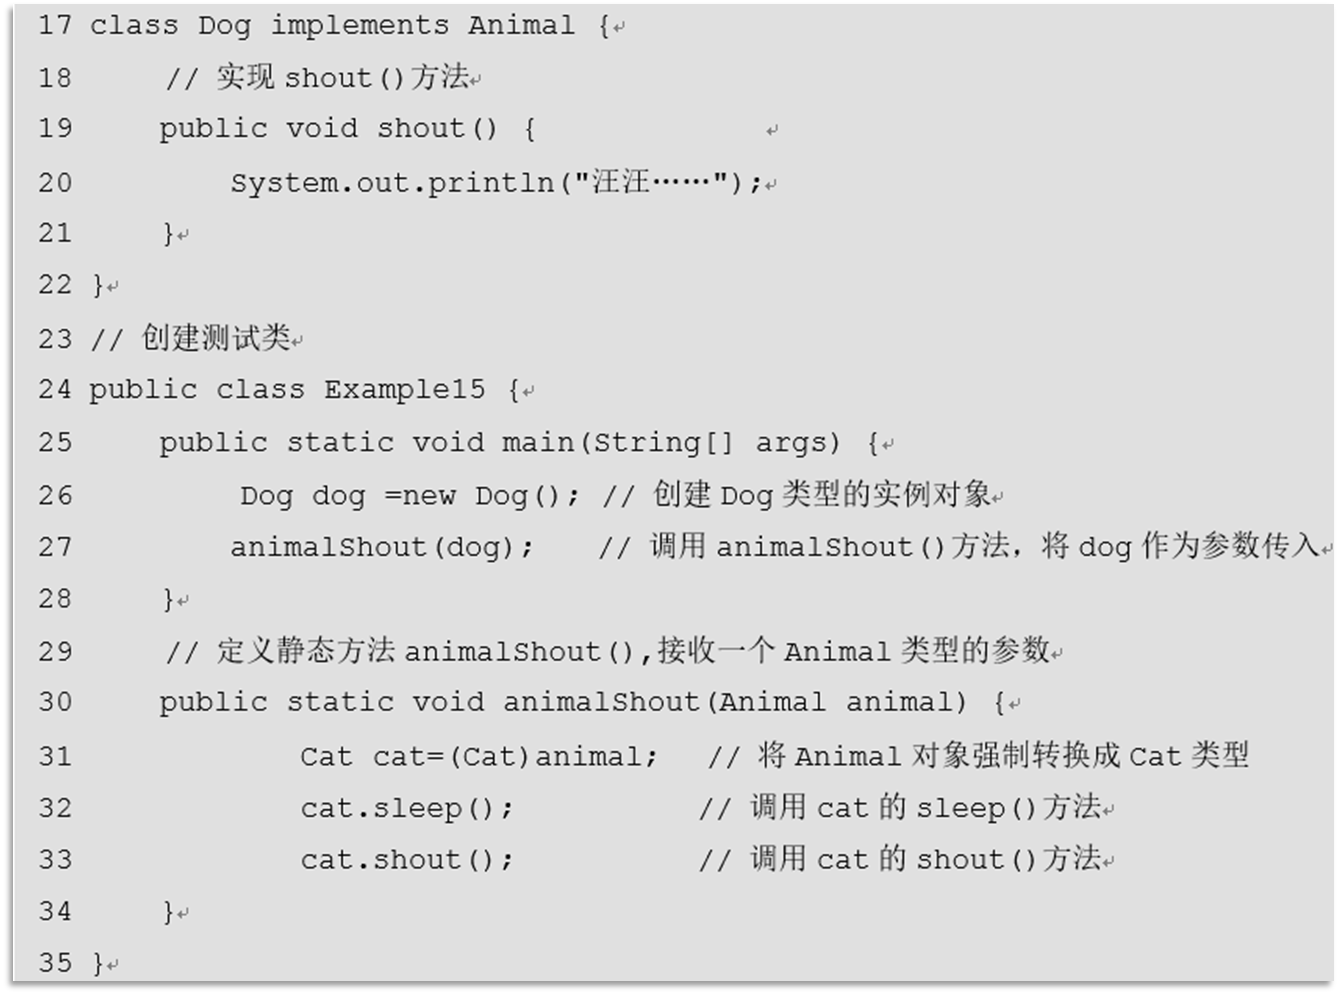 17 class Dog implements Animal {
18 // 实现 shout()方法
19 public void shout() {
20 System.out.println("汪汪……");
21 }
22 }
23 // 创建测试类
24 public class Example15 {
25 public static void main(String[] args) {
26 Dog dog =new Dog(); // 创建 Dog 类型的实例对象
27 animalShout(dog); // 调用 animalShout()方法，将 dog 作为参数传入
28 }
29 // 定义静态方法 animalShout(),接收一个 Animal 类型的参数
30 public static void animalShout(Animal animal) {
31 Cat cat=(Cat)animal; // 将 Animal 对象强制转换成 Cat 类型
32 cat.sleep(); // 调用 cat 的 sleep()方法
33 cat.shout(); // 调用 cat 的 shout()方法
34 }
35 }